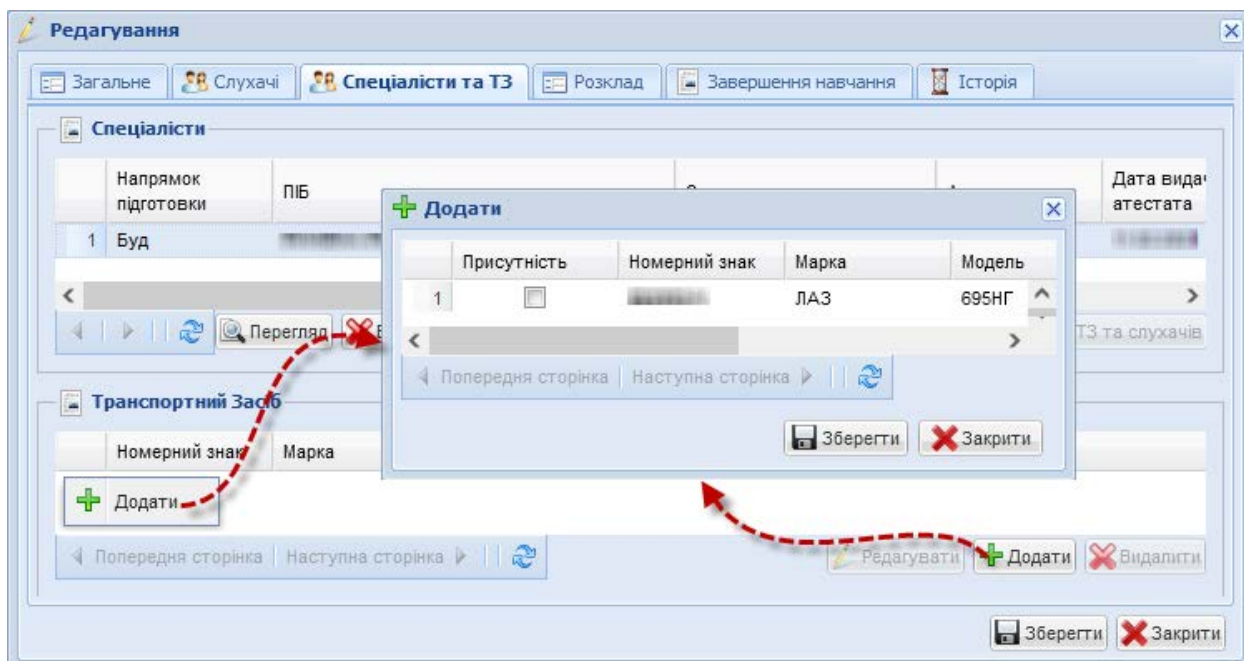 Редагування
Загальне Слухачі Спеціалісти та ТЗ Розклад Завершення навчання Історія
Спеціалісти
Напрямок підготовки ПІБ атестата
1 Буд
Перегляд ТЗ та слухачів
Додати
Присутність Номерний знак Марка Модель
1 ЛАЗ 695НГ
Попередня сторінка Наступна сторінка
Зберегти Закрити
Транспортний Засіб
Номерний знак Марка
Додати
Попередня сторінка Наступна сторінка Редагувати Додати Видалити
Зберегти Закрити